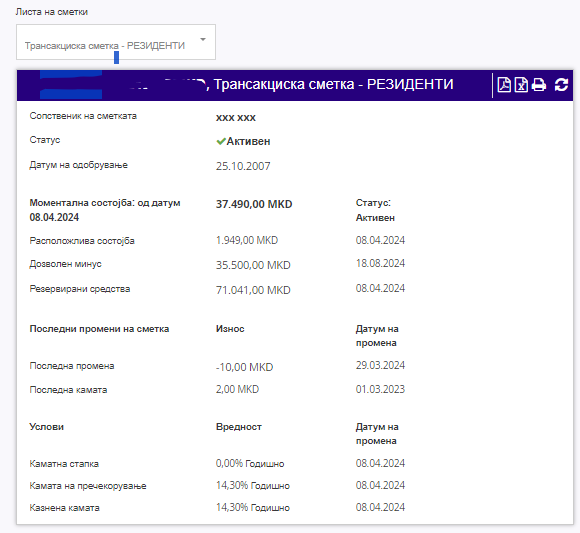 Листа на сметки
Трансакциска сметка - РЕЗИДЕНТИ
, Трансакциска сметка - РЕЗИДЕНТИ
Сопственик на сметката xxx xxx
Статус Активен
Датум на одобрување 25.10.2007
Моментална состојба: од датум 37.490,00 MKD Статус:
08.04.2024 Активен
Расположлива состојба 1.949,00 MKD 08.04.2024
Дозволен минус 35.500,00 MKD 18.08.2024
Резервирани средства 71.041,00 MKD 08.04.2024
Последни промени на сметка Износ Датум на
промена
Последна промена -10,00 MKD 29.03.2024
Последна камата 2,00 MKD 01.03.2023
Услови Вредност Датум на
промена
Каматна стапка 0,00% Годишно 08.04.2024
Камата на пречекорување 14,30% Годишно 08.04.2024
Казнена камата 14,30% Годишно 08.04.2024